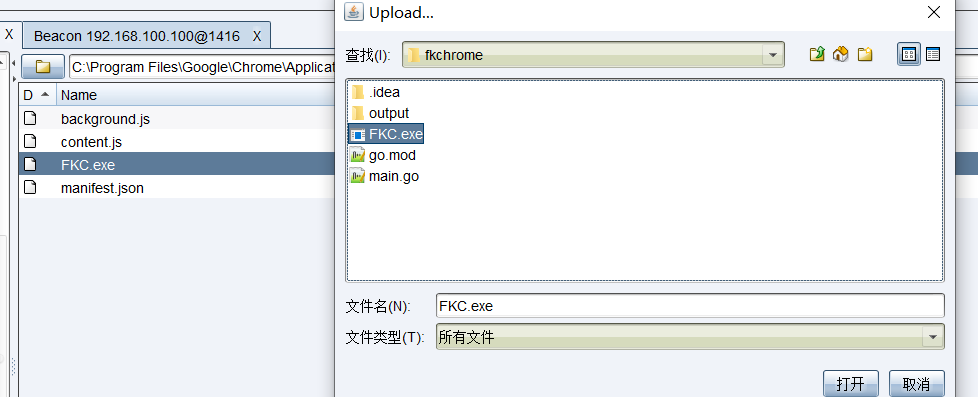 X
Beacon 192.168.100.100@1416 X
C:\Program Files\Google\Chrome\Applicat
D Name
background.js
content.js
FKC.exe
manifest.json
Upload...
查找(I): fkchrome
.idea
output
FKC.exe
go.mod
main.go
文件名(N): FKC.exe
文件类型(T): 所有文件
打开 取消